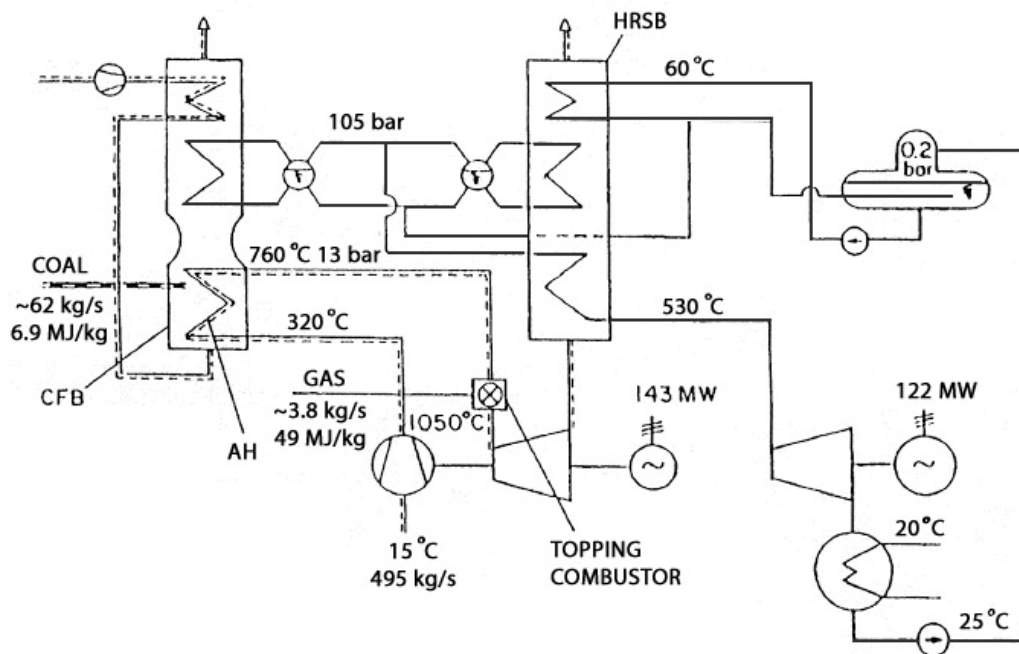 HRSB
60 °C
105 bar
0.2
bar
760 °C 13 bar
COAL
~62 kg/s
6.9 MJ/kg
320 °C
530 °C
CFB
GAS
~3.8 kg/s
49 MJ/kg
1050 °C
143 MW
122 MW
AH
~
~
15 °C
495 kg/s
TOPPING
COMBUSTOR
20 °C
25 °C